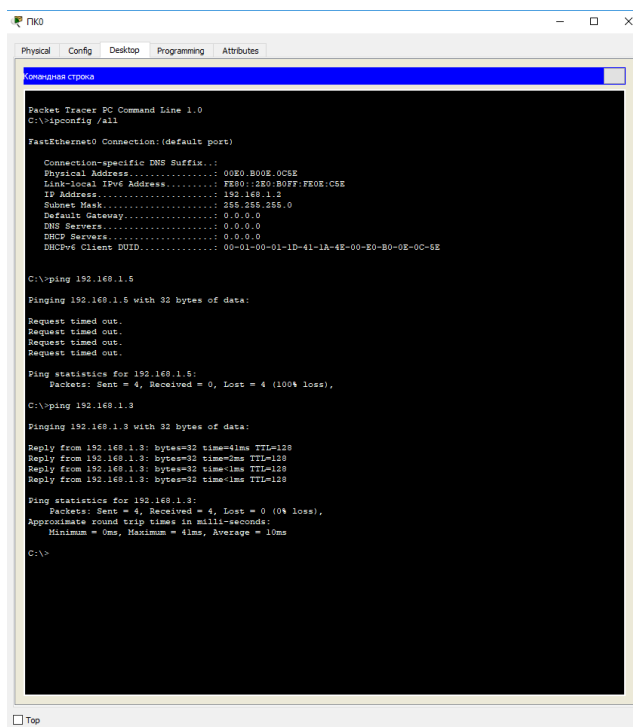 ПК0
Physical Config Desktop Programming Attributes
Командная строка
Packet Tracer PC Command Line 1.0
C:\>ipconfig /all
FastEthernet0 Connection:(default port)
Connection-specific DNS Suffix..:
Physical Address................: 00E0.B00E.0C5E
Link-local IPv6 Address.........: FE80::2E0:B0FF:FE0E:C5E
IP Address......................: 192.168.1.2
Subnet Mask.....................: 255.255.255.0
Default Gateway.................: 0.0.0.0
DNS Servers.....................: 0.0.0.0
DHCP Servers....................: 0.0.0.0
DHCPv6 Client DUID..............: 00-01-00-01-1D-41-1A-4E-00-E0-B0-0E-0C-5E
C:\>ping 192.168.1.5
Pinging 192.168.1.5 with 32 bytes of data:
Request timed out.
Request timed out.
Request timed out.
Request timed out.
Ping statistics for 192.168.1.5:
Packets: Sent = 4, Received = 0, Lost = 4 (100% loss),
C:\>ping 192.168.1.3
Pinging 192.168.1.3 with 32 bytes of data:
Reply from 192.168.1.3: bytes=32 time=41ms TTL=128
Reply from 192.168.1.3: bytes=32 time=2ms TTL=128
Reply from 192.168.1.3: bytes=32 time<1ms TTL=128
Reply from 192.168.1.3: bytes=32 time<1ms TTL=128
Ping statistics for 192.168.1.3:
Packets: Sent = 4, Received = 4, Lost = 0 (0% loss),
Approximate round trip times in milli-seconds:
Minimum = 0ms, Maximum = 41ms, Average = 10ms
C:\>
Top